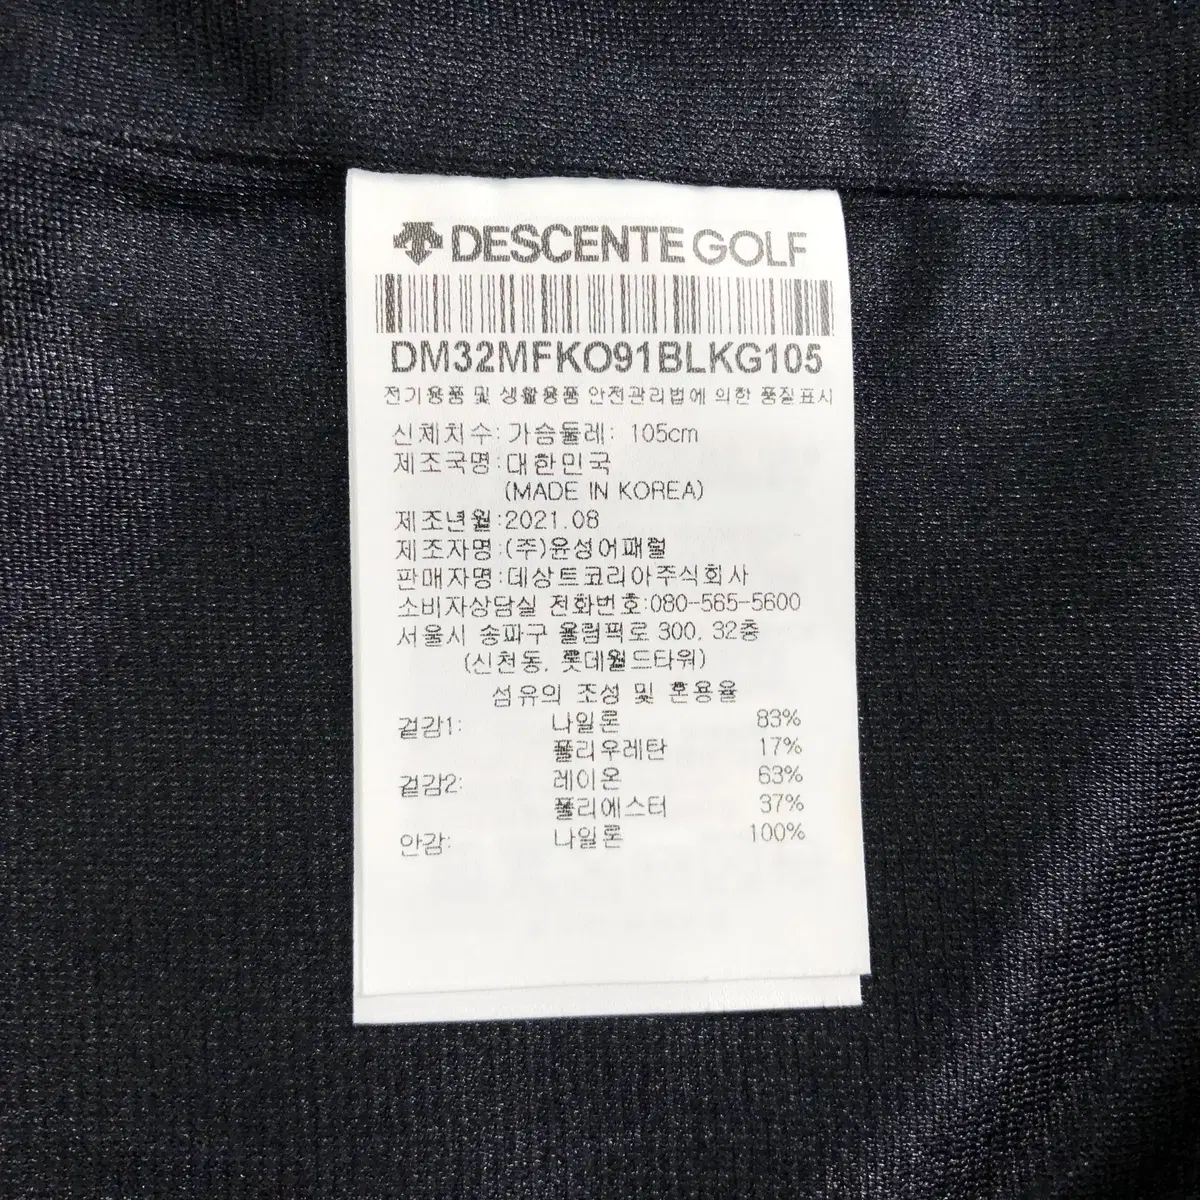 DESCENTE GOLF
DM32MFKO91BLKG105
전기용품 및 생활용품 안전관리법에 의한 품질표시
신체치수: 가슴둘레: 105cm
제조국명: 대한민국
(MADE IN KOREA)
제조년월:2021.08
제조자명:(주)윤성어패럴
판매자명:데상트코리아주식회사
소비자상담실 전화번호:080-565-5600
서울시 송파구 올림픽로 300, 32층
(신천동, 롯데월드타워)
섬유의 조성 및 혼용율
겉감1: 나일론 83%
폴리우레탄 17%
겉감2: 레이온 63%
폴리에스터 37%
안감: 나일론 100%